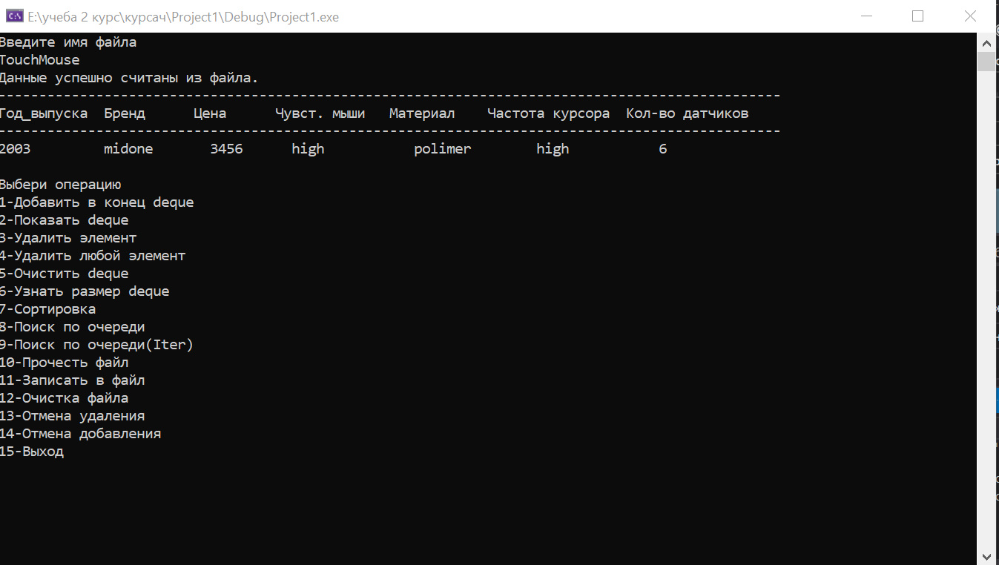 E:\учеба 2 курс\курсач\Project1\Debug\Project1.exe
Введите имя файла
TouchMouse
Данные успешно считаны из файла.
------------------------------------------------------------------------------------------------
Год_выпуска Бренд Цена Чувст. мыши Материал Частота курсора Кол-во датчиков
------------------------------------------------------------------------------------------------
2003 midone 3456 high polimer high 6
Выбери операцию
1-Добавить в конец deque
2-Показать deque
3-Удалить элемент
4-Удалить любой элемент
5-Очистить deque
6-Узнать размер deque
7-Сортировка
8-Поиск по очереди
9-Поиск по очереди(Iter)
10-Прочесть файл
11-Записать в файл
12-Очистка файла
13-Отмена удаления
14-Отмена добавления
15-Выход